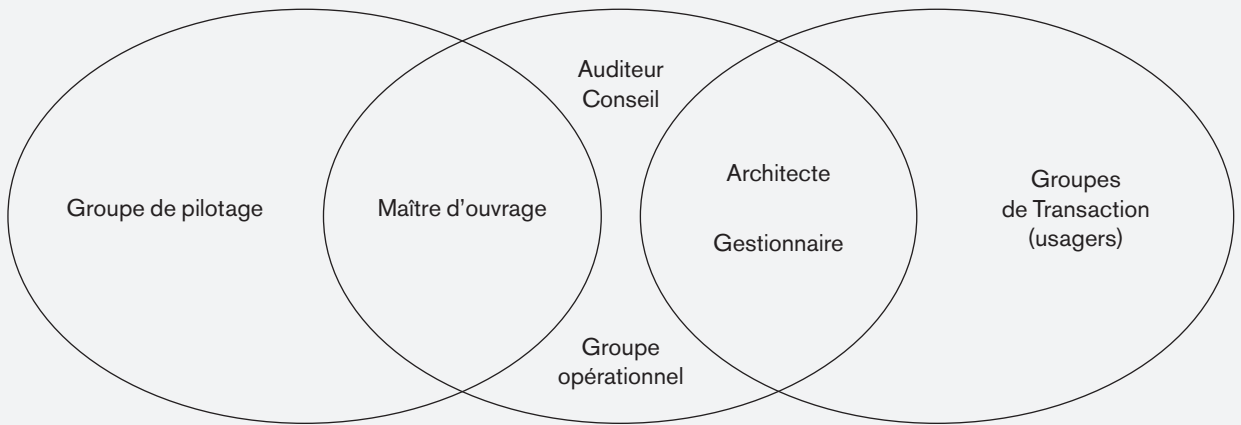 Auditeur
Conseil
Groupe de pilotage
Maître d’ouvrage
Architecte
Gestionnaire
Groupes
de Transaction
(usagers)
Groupe
opérationnel